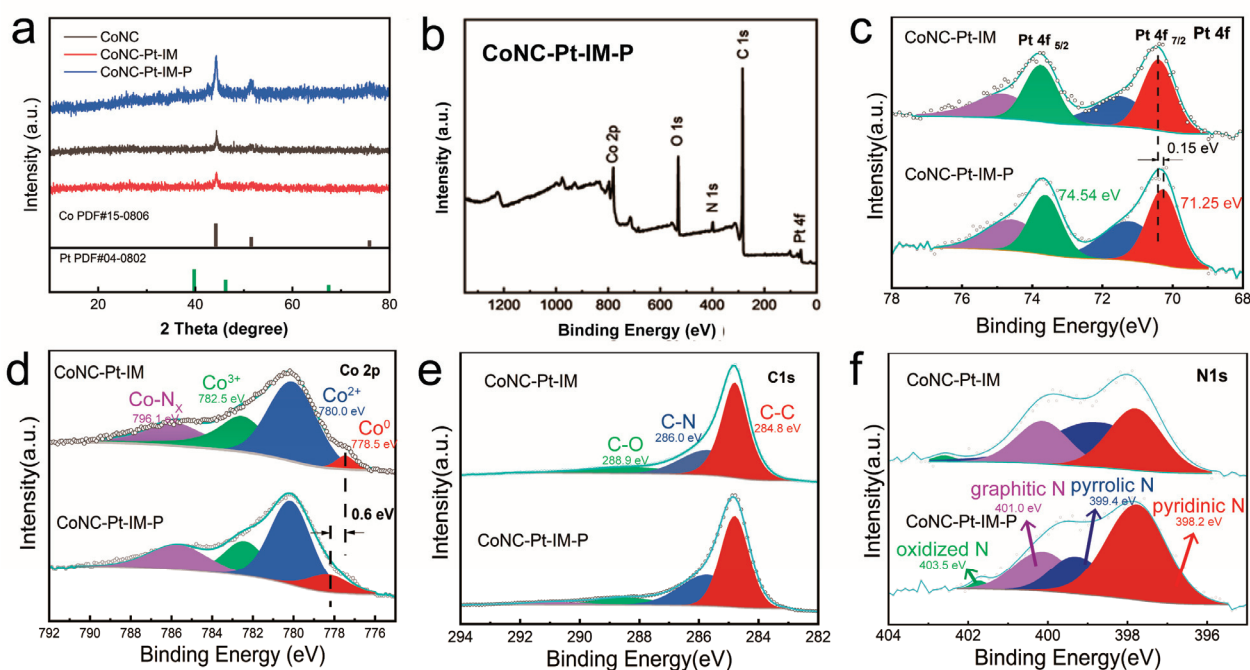 a
CoNC
CoNC-Pt-IM
CoNC-Pt-IM-P
Intensity (a.u.)
Co PDF#15-0806
Pt PDF#04-0802
20 40 60 80
2 Theta (degree)
b
CoNC-Pt-IM-P
Intensity (a.u.)
Co 2p
O 1s
N 1s
C 1s
Pt 4f
1200 1000 800 600 400 200 0
Binding Energy (eV)
c
CoNC-Pt-IM
Pt 4f 5/2
Pt 4f 7/2
Pt 4f
0.15 eV
CoNC-Pt-IM-P
74.54 eV
71.25 eV
Intensity (a.u.)
78 76 74 72 70 68
Binding Energy(eV)
d
CoNC-Pt-IM
Co 2p
Co-NX
796.1 eV
Co3+
782.5 eV
Co2+
780.0 eV
Co0
778.5 eV
0.6 eV
CoNC-Pt-IM-P
Intensity(a.u.)
792 790 788 786 784 782 780 778 776
Binding Energy (eV)
e
CoNC-Pt-IM
C1s
C-O
288.9 eV
C-N
286.0 eV
C-C
284.8 eV
CoNC-Pt-IM-P
Intensity(a.u.)
294 292 290 288 286 284 282
Binding Energy (eV)
f
CoNC-Pt-IM
N1s
graphitic N
401.0 eV
pyrrolic N
399.4 eV
pyridinic N
398.2 eV
CoNC-Pt-IM-P
oxidized N
403.5 eV
Intensity(a.u.)
404 402 400 398 396
Binding Energy(eV)